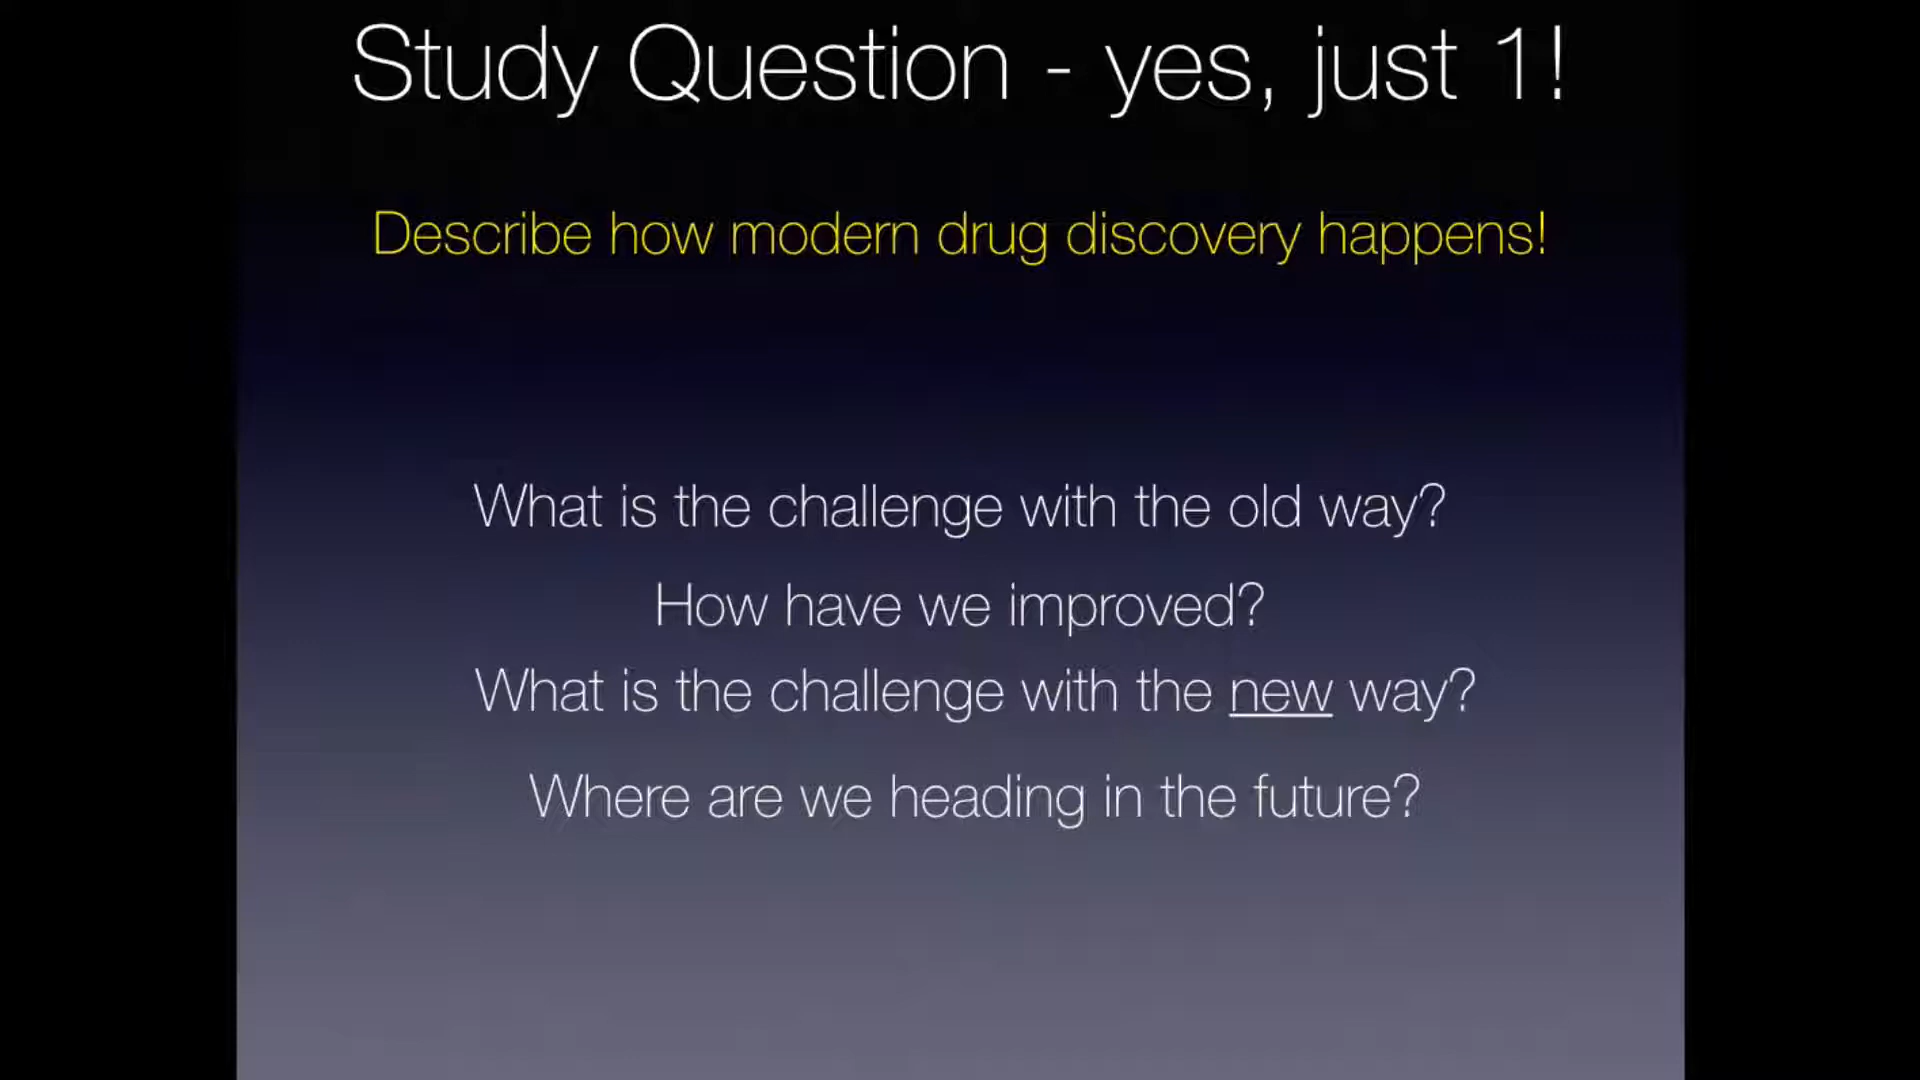 Study Question - yes, just 1!
Describe how modern drug discovery happens!
What is the challenge with the old way?
How have we improved?
What is the challenge with the new way?
Where are we heading in the future?